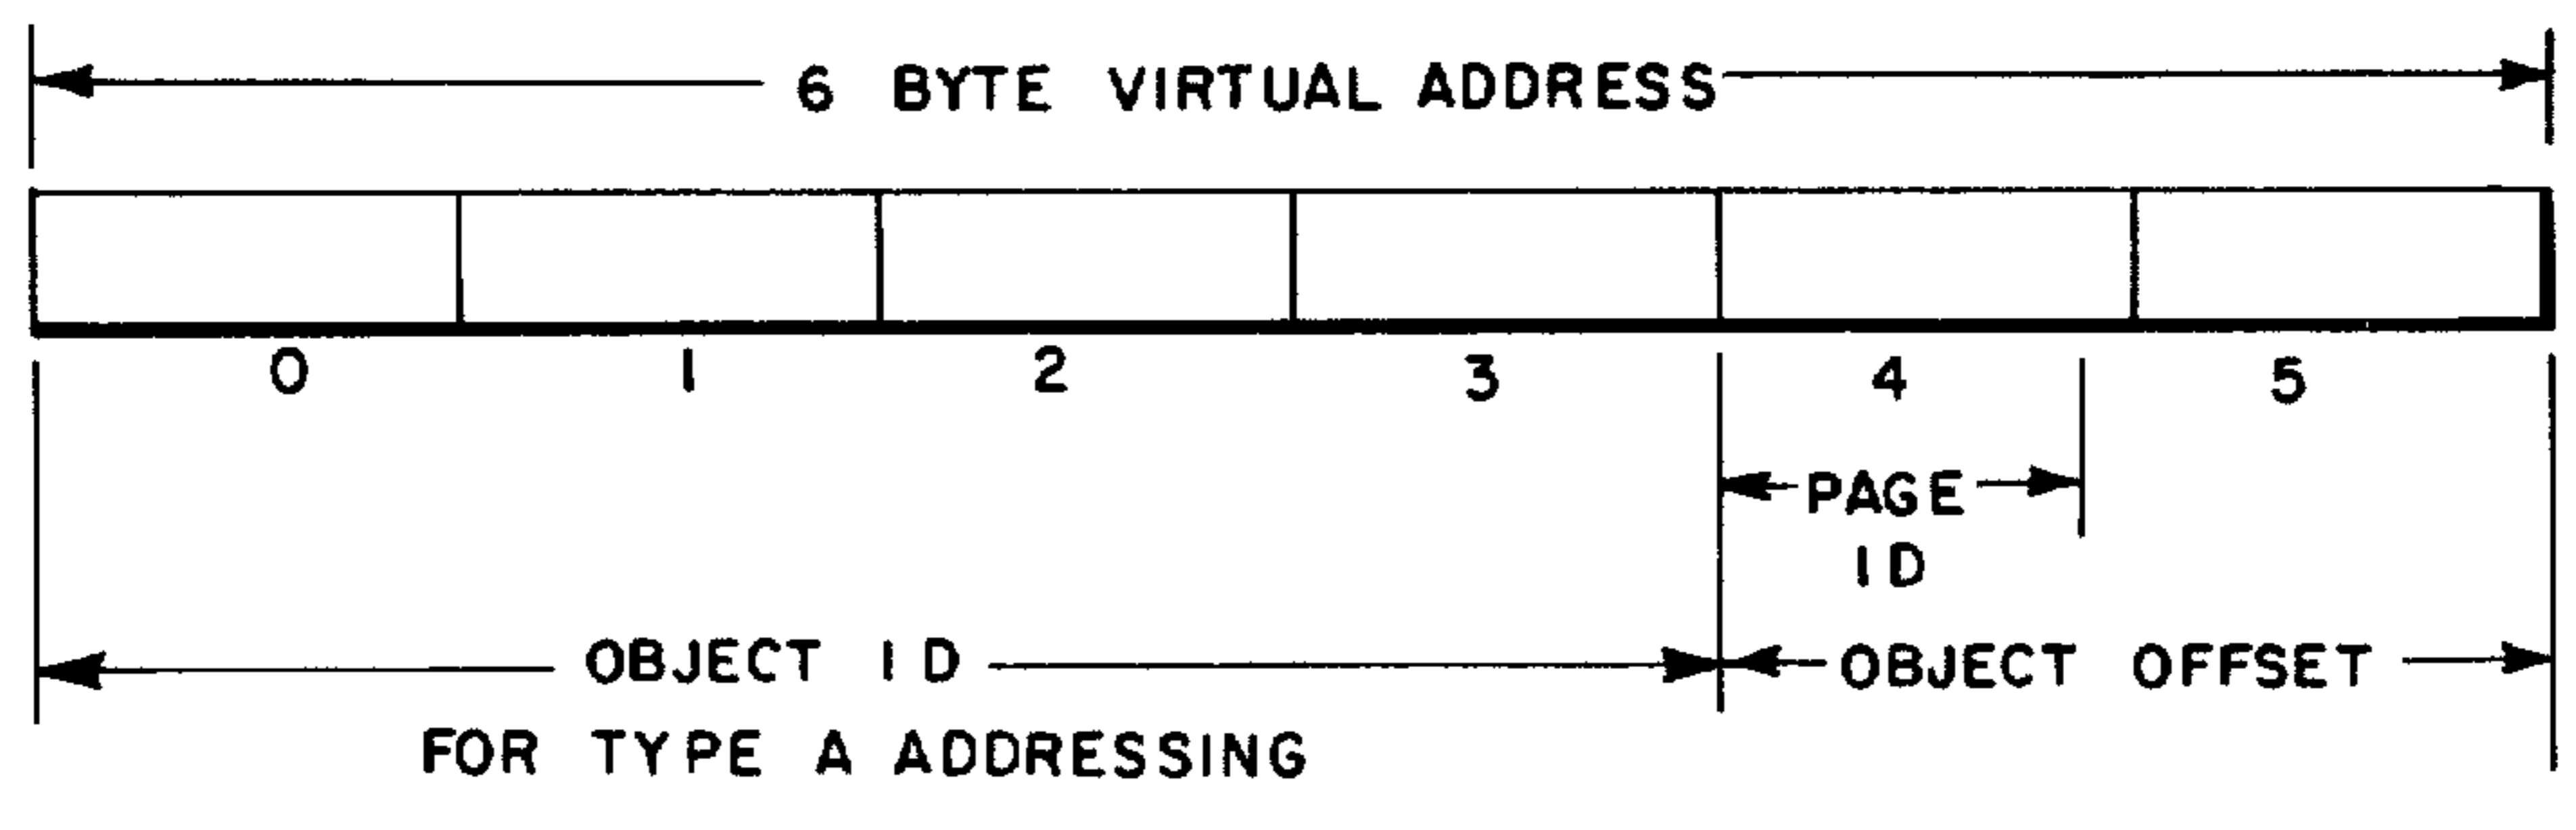 6 BYTE VIRTUAL ADDRESS
0 1 2 3 4 5
PAGE
ID
OBJECT ID OBJECT OFFSET
FOR TYPE A ADDRESSING